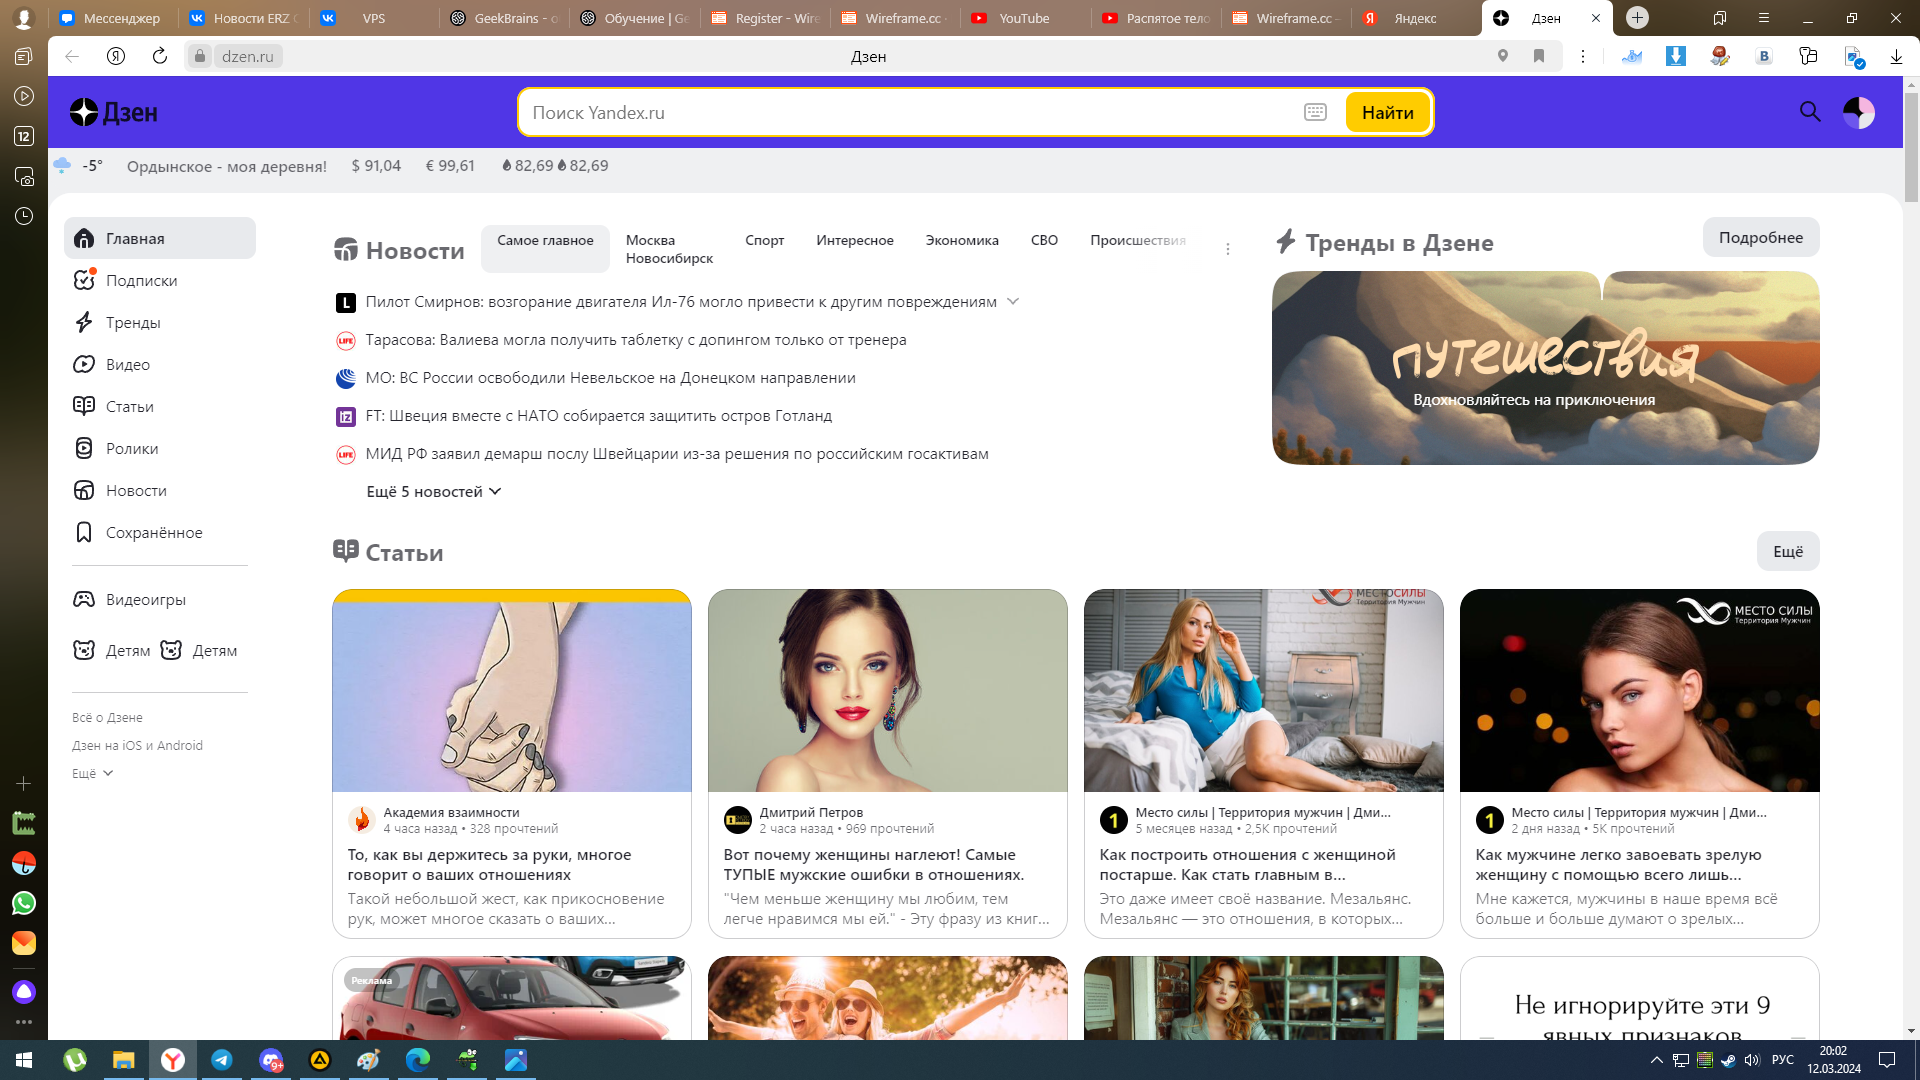 Мессенджер
Новости ERZ
VPS
GeekBrains - о
Обучение | Ge
Register - Wire
Wireframe.cc -
YouTube
Распятое тело
Wireframe.cc -
Яндекс
Дзен
dzen.ru
Дзен
Дзен
Поиск Yandex.ru
Найти
-5°
Ордынское - моя деревня!
$ 91,04
€ 99,61
82,69
82,69
12
Главная
Подписки
Тренды
Видео
Статьи
Ролики
Новости
Сохранённое
Видеоигры
Детям
Детям
Всё о Дзене
Дзен на iOS и Android
Ещё
Новости
Самое главное
Москва
Новосибирск
Спорт
Интересное
Экономика
СВО
Происшествия
Пилот Смирнов: возгорание двигателя Ил-76 могло привести к другим повреждениям
Тарасова: Валиева могла получить таблетку с допингом только от тренера
МО: ВС России освободили Невельское на Донецком направлении
FT: Швеция вместе с НАТО собирается защитить остров Готланд
МИД РФ заявил демарш послу Швейцарии из-за решения по российским госактивам
Ещё 5 новостей
Тренды в Дзене
Подробнее
путешествия
Вдохновляйтесь на приключения
Статьи
Ещё
Академия взаимности
4 часа назад • 328 прочтений
То, как вы держитесь за руки, многое
говорит о ваших отношениях
Такой небольшой жест, как прикосновение
рук, может многое сказать о ваших...
Дмитрий Петров
2 часа назад • 969 прочтений
Вот почему женщины наглеют! Самые
ТУПЫЕ мужские ошибки в отношениях.
"Чем меньше женщину мы любим, тем
легче нравимся мы ей." - Эту фразу из книг...
МЕСТО СИЛЫ
Территория Мужчин
Место силы | Территория мужчин | Дми...
5 месяцев назад • 2,5K прочтений
Как построить отношения с женщиной
постарше. Как стать главным в...
Это даже имеет своё название. Мезальянс.
Мезальянс — это отношения, в которых...
МЕСТО СИЛЫ
Территория Мужчин
Место силы | Территория мужчин | Дми...
2 дня назад • 5K прочтений
Как мужчине легко завоевать зрелую
женщину с помощью всего лишь...
Мне кажется, мужчины в наше время всё
больше и больше думают о зрелых...
Реклама
Не игнорируйте эти 9
явных признаков
9+
РУС
20:02
12.03.2024